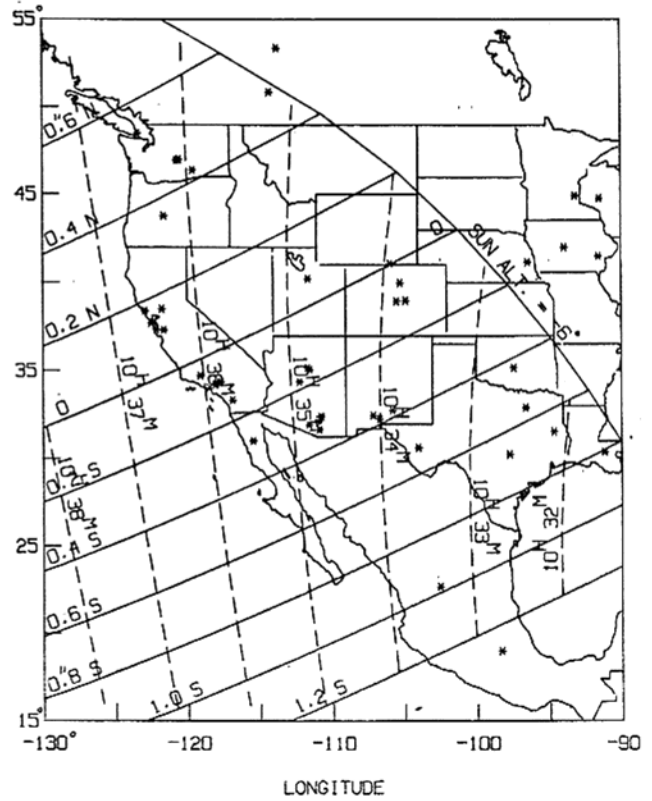 55°
0".6 N
45
0.4 N
0
SUN ALT. = -6°
0.2 N
35
10ᴴ 37ᴹ
10ᴴ 36ᴹ
10ᴴ 35ᴹ
10ᴴ 34ᴹ
0
0.2 S
10ᴴ 38ᴹ
10ᴴ 33ᴹ
10ᴴ 32ᴹ
0.4 S
25
0.6 S
0".8 S
1.0 S
1.2 S
15°
-130°
-120
-110
-100
-90
LONGITUDE